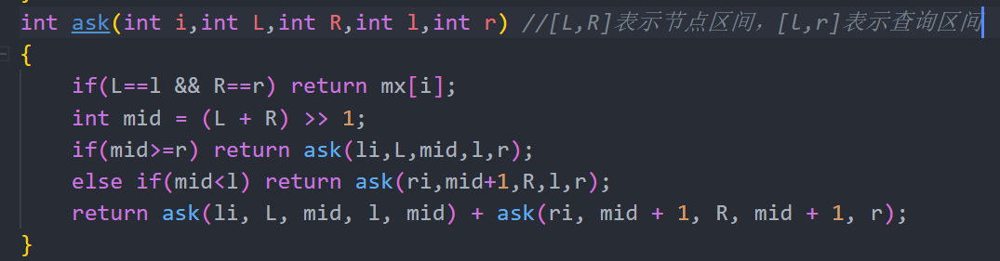 int ask(int i,int L,int R,int l,int r) //[L,R]表示节点区间，[l,r]表示查询区间
{
    if(L==l && R==r) return mx[i];
    int mid = (L + R) >> 1;
    if(mid>=r) return ask(li,L,mid,l,r);
    else if(mid<l) return ask(ri,mid+1,R,l,r);
    return ask(li, L, mid, l, mid) + ask(ri, mid + 1, R, mid + 1, r);
}